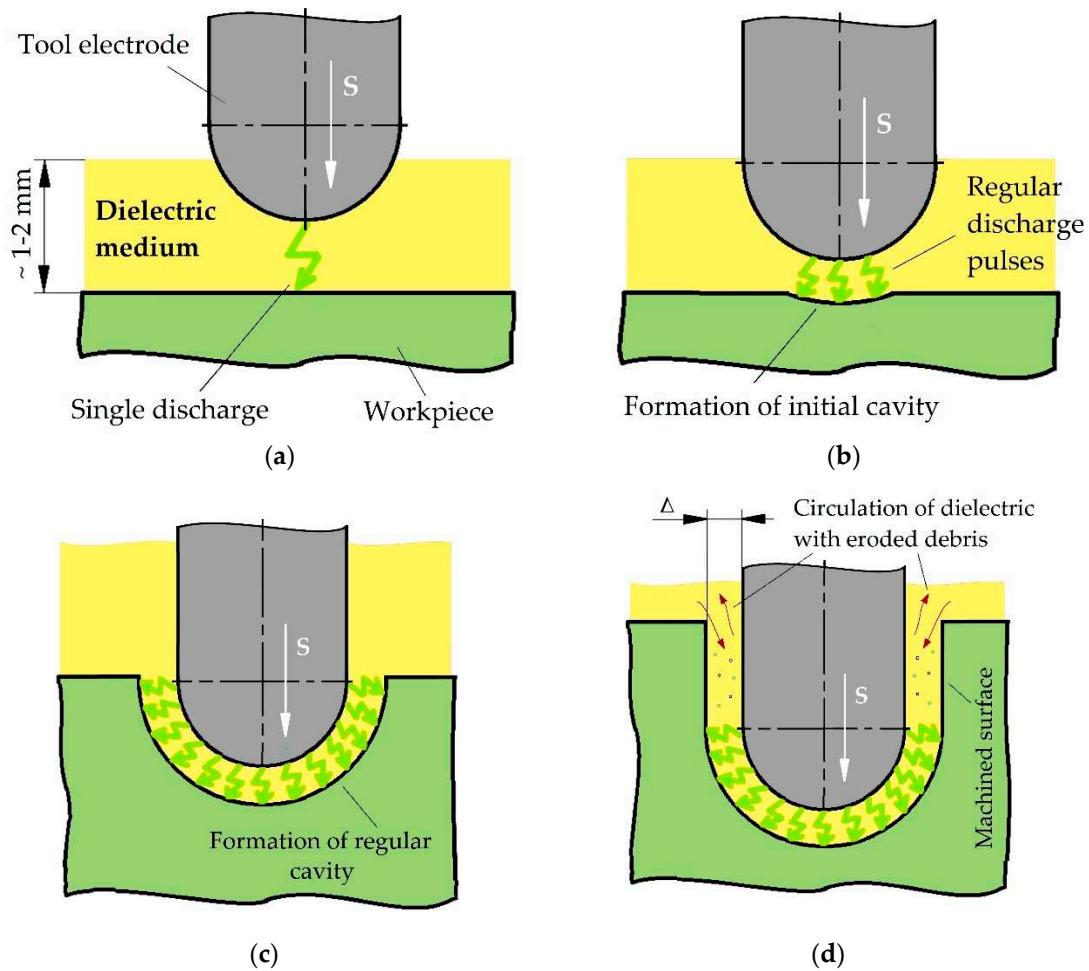 Tool electrode
S
~ 1-2 mm
Dielectric
medium
Single discharge
Workpiece
(a)
S
Regular
discharge
pulses
Formation of initial cavity
(b)
S
Formation of regular
cavity
(c)
Δ
Circulation of dielectric
with eroded debris
S
Machined surface
(d)